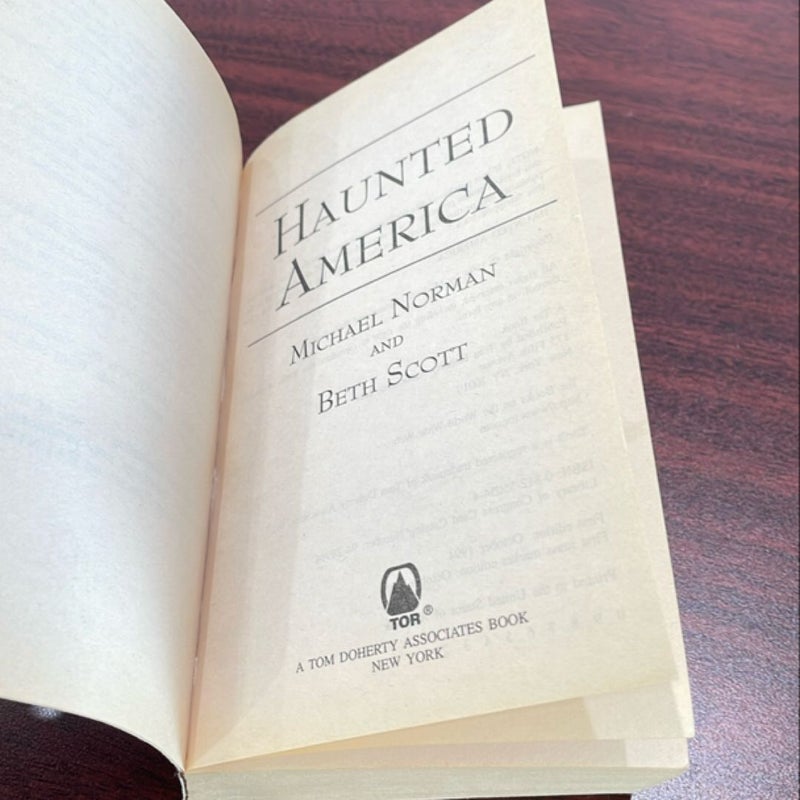 HAUNTED
AMERICA
MICHAEL NORMAN
AND
BETH SCOTT
TOR®
A TOM DOHERTY ASSOCIATES BOOK
NEW YORK